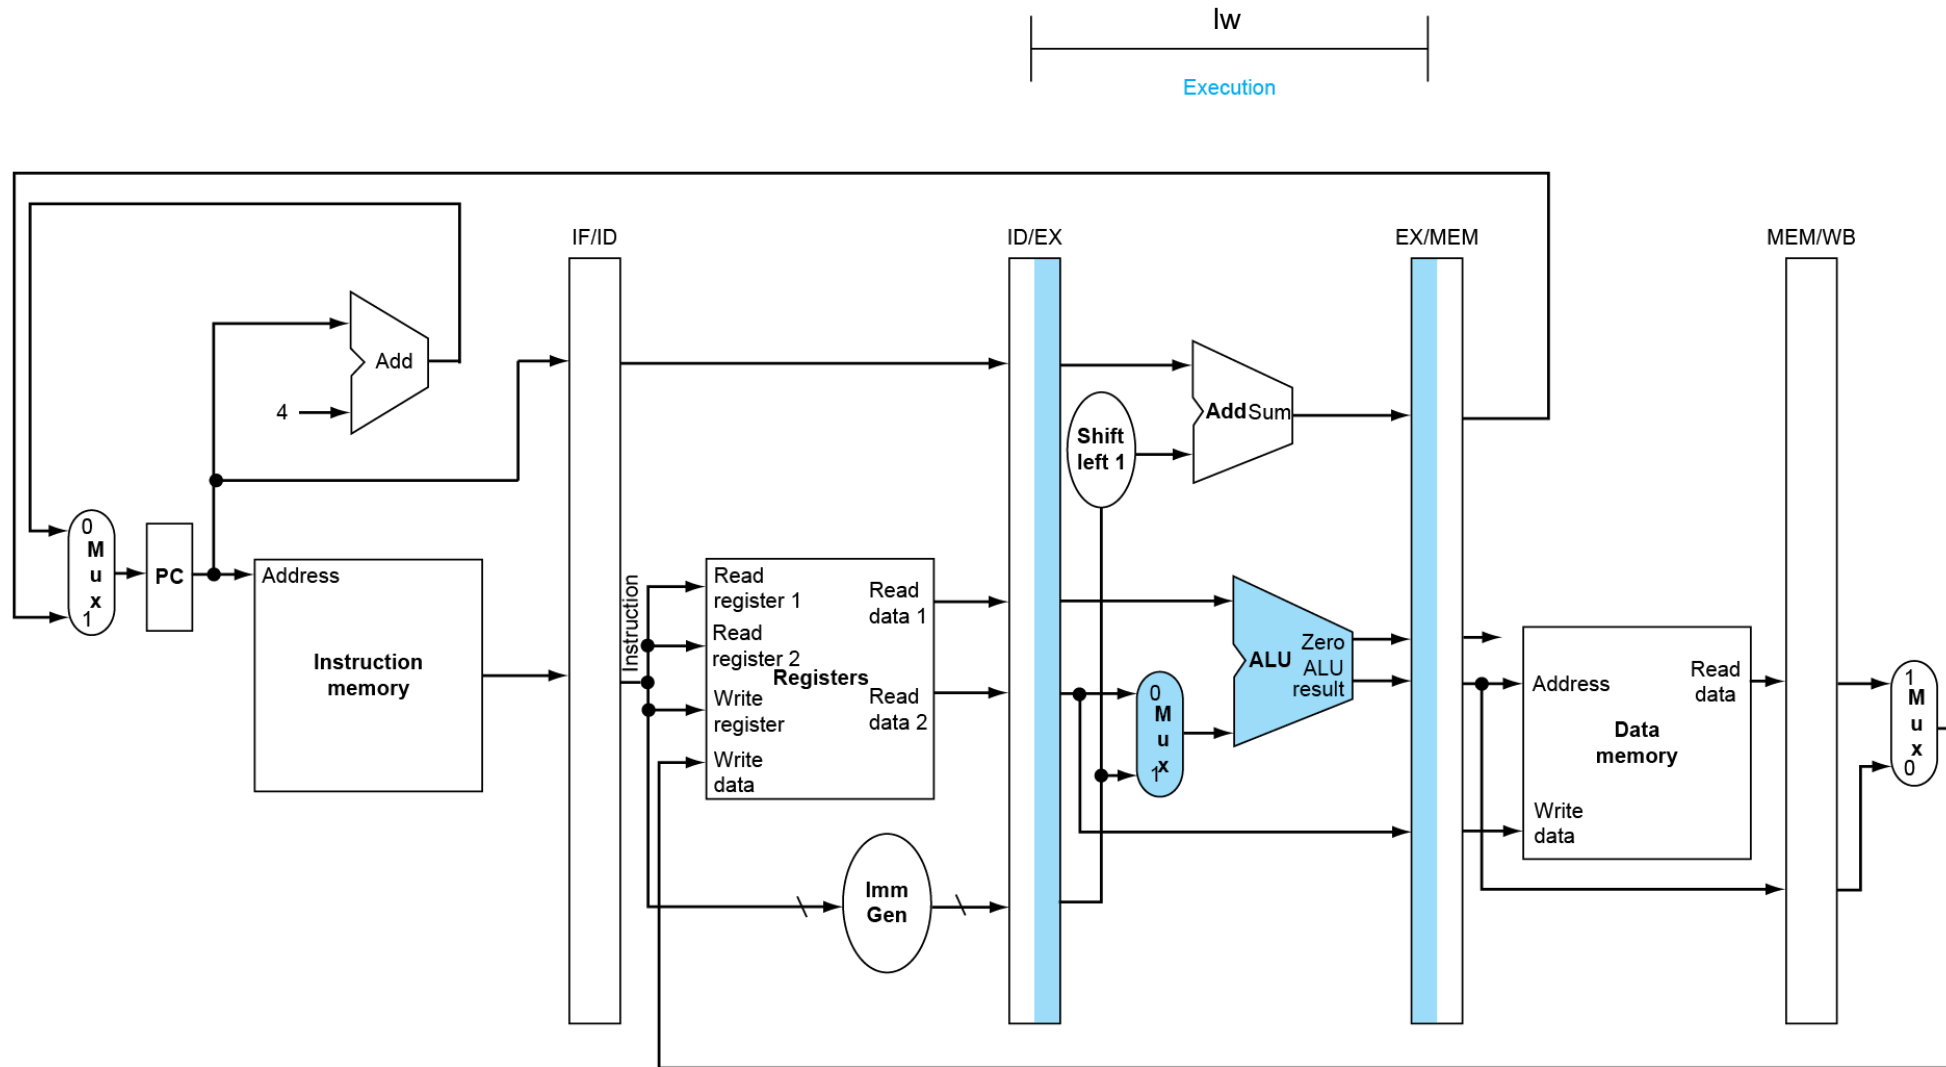 lw
Execution
IF/ID
ID/EX
EX/MEM
MEM/WB
Add
4
Add Sum
Shift
left 1
0
M
u
x
1
PC
Address
Instruction
memory
Instruction
Read
register 1
Read
register 2
Write
register
Write
data
Registers
Read
data 1
Read
data 2
Imm
Gen
0
M
u
x
1
ALU
Zero
ALU
result
Address
Read
data
Data
memory
Write
data
1
M
u
x
0